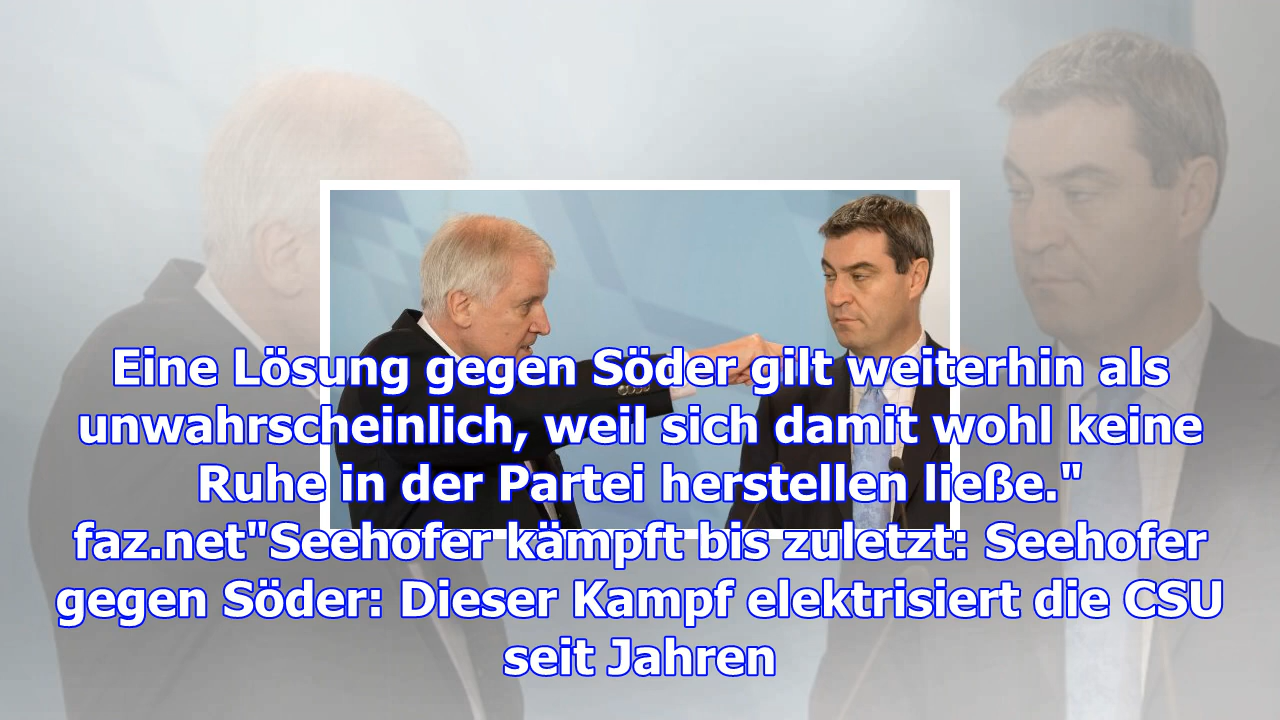 Eine Lösung gegen Söder gilt weiterhin als
unwahrscheinlich, weil sich damit wohl keine
Ruhe in der Partei herstellen ließe."
faz.net"Seehofer kämpft bis zuletzt: Seehofer
gegen Söder: Dieser Kampf elektrisiert die CSU
seit Jahren